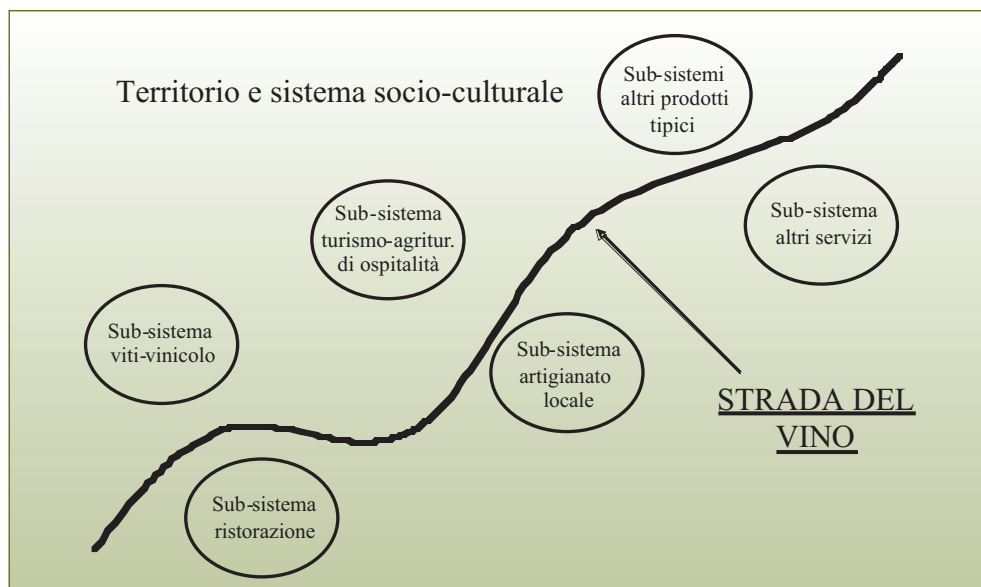 Territorio e sistema socio-culturale
Sub-sistemi
altri prodotti
tipici
Sub-sistema
turismo-agritur.
di ospitalità
Sub-sistema
altri servizi
Sub-sistema
viti-vinicolo
Sub-sistema
artigianato
locale
STRADA DEL
VINO
Sub-sistema
ristorazione